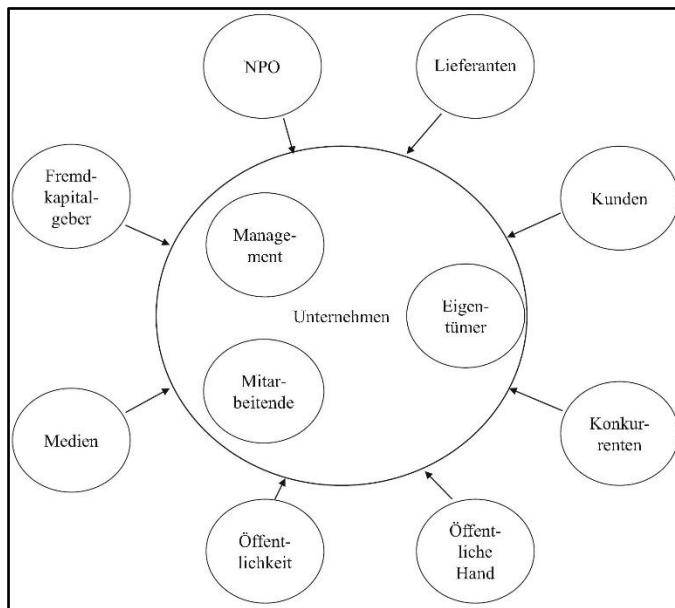 NPO
Lieferanten
Fremd-
kapital-
geber
Kunden
Manage-
ment
Unternehmen
Eigen-
tümer
Mitar-
beitende
Medien
Konkur-
renten
Öffent-
lichkeit
Öffent-
liche
Hand